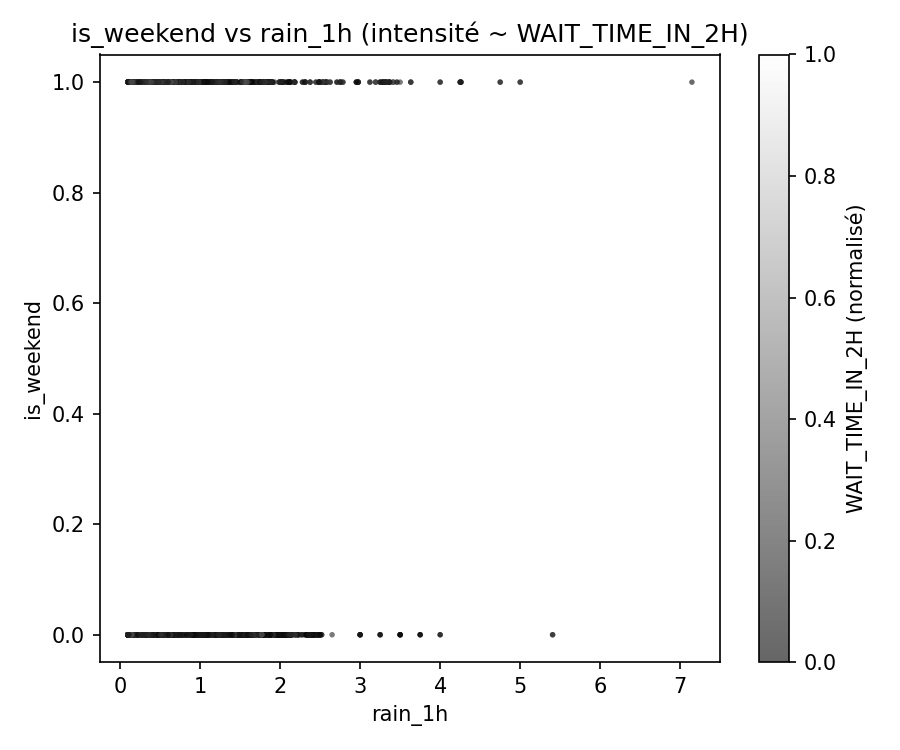 is_weekend vs rain_1h (intensité ~ WAIT_TIME_IN_2H)
is_weekend
1.0
0.8
0.6
0.4
0.2
0.0
0 1 2 3 4 5 6 7
rain_1h
1.0
0.8
0.6
0.4
0.2
0.0
WAIT_TIME_IN_2H (normalisé)